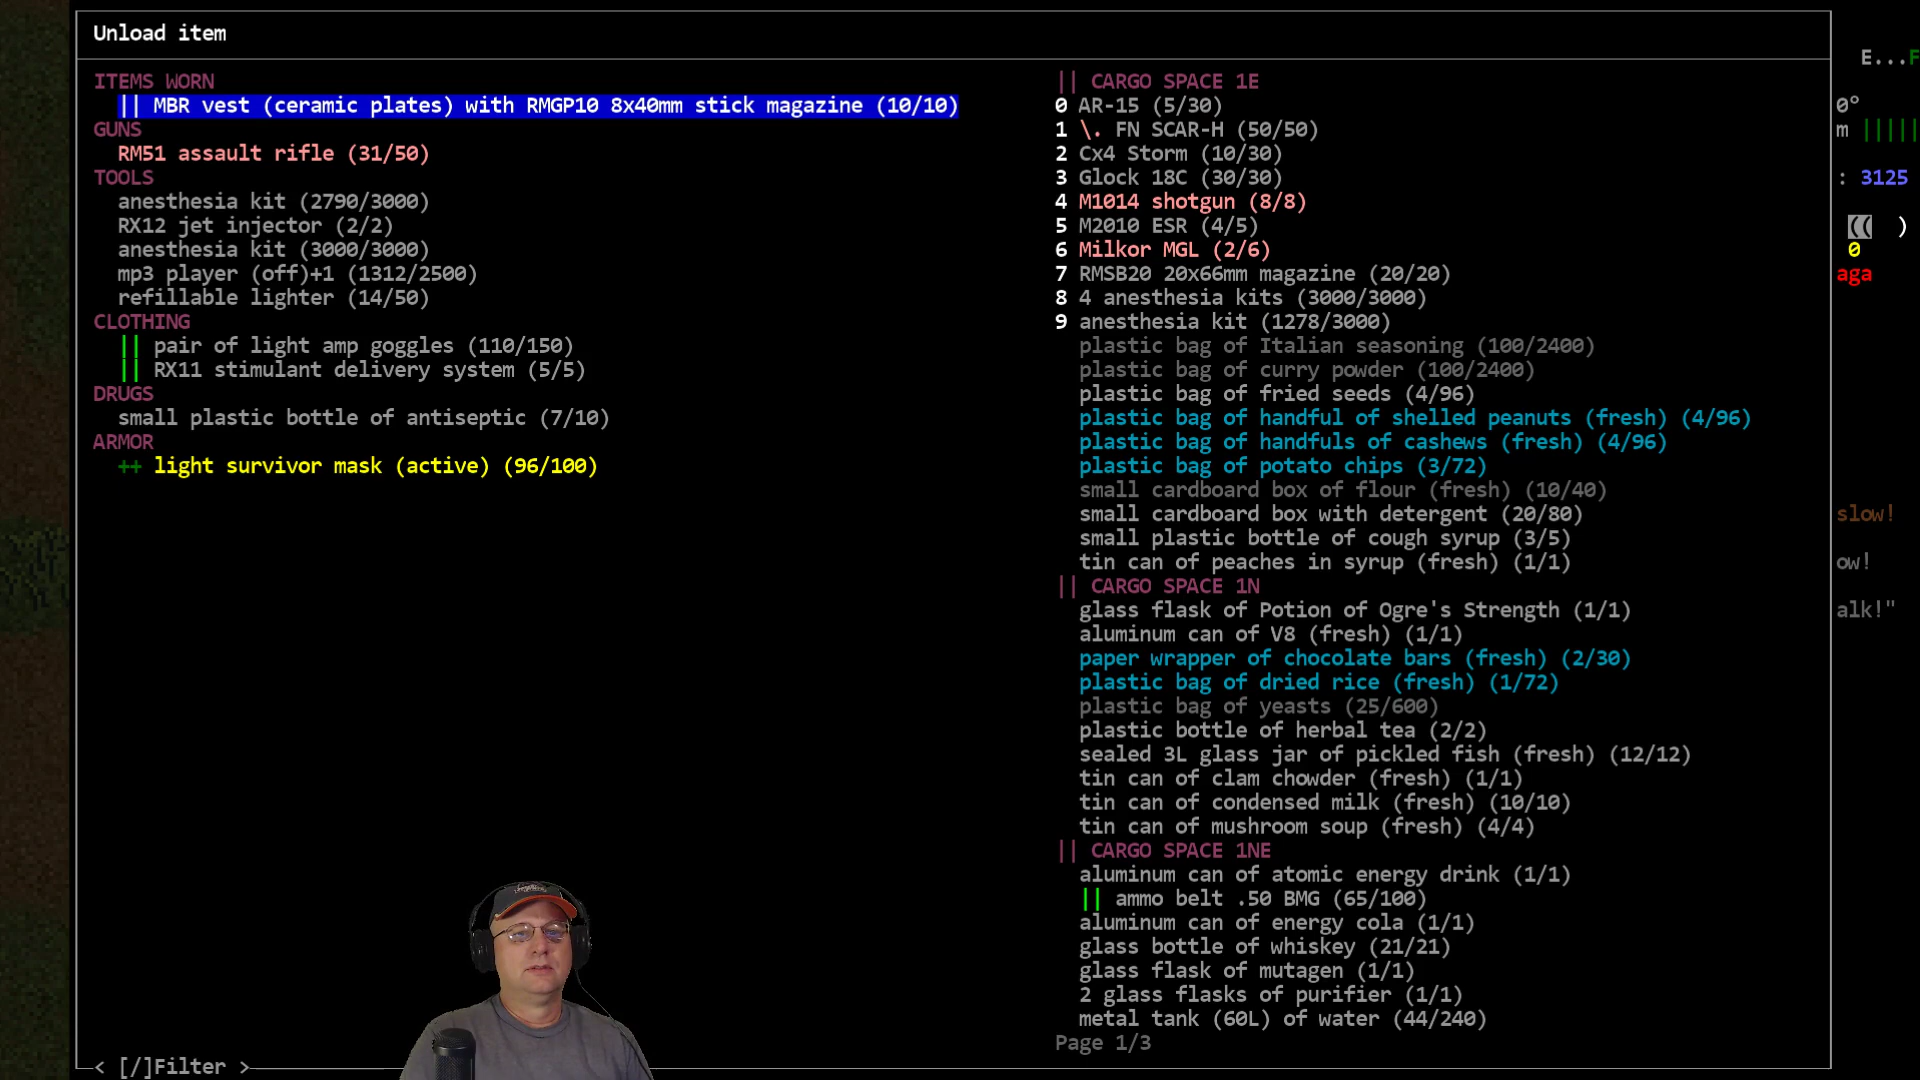 Unload item
ITEMS WORN
|| MBR vest (ceramic plates) with RMGP10 8x40mm stick magazine (10/10)
GUNS
RM51 assault rifle (31/50)
TOOLS
anesthesia kit (2790/3000)
RX12 jet injector (2/2)
anesthesia kit (3000/3000)
mp3 player (off)+1 (1312/2500)
refillable lighter (14/50)
CLOTHING
|| pair of light amp goggles (110/150)
|| RX11 stimulant delivery system (5/5)
DRUGS
small plastic bottle of antiseptic (7/10)
ARMOR
++ light survivor mask (active) (96/100)
|| CARGO SPACE 1E
0 AR-15 (5/30)
1 \. FN SCAR-H (50/50)
2 Cx4 Storm (10/30)
3 Glock 18C (30/30)
4 M1014 shotgun (8/8)
5 M2010 ESR (4/5)
6 Milkor MGL (2/6)
7 RMSB20 20x66mm magazine (20/20)
8 4 anesthesia kits (3000/3000)
9 anesthesia kit (1278/3000)
plastic bag of Italian seasoning (100/2400)
plastic bag of curry powder (100/2400)
plastic bag of fried seeds (4/96)
plastic bag of handful of shelled peanuts (fresh) (4/96)
plastic bag of handfuls of cashews (fresh) (4/96)
plastic bag of potato chips (3/72)
small cardboard box of flour (fresh) (10/40)
small cardboard box with detergent (20/80)
small plastic bottle of cough syrup (3/5)
tin can of peaches in syrup (fresh) (1/1)
|| CARGO SPACE 1N
glass flask of Potion of Ogre's Strength (1/1)
aluminum can of V8 (fresh) (1/1)
paper wrapper of chocolate bars (fresh) (2/30)
plastic bag of dried rice (fresh) (1/72)
plastic bag of yeasts (25/600)
plastic bottle of herbal tea (2/2)
sealed 3L glass jar of pickled fish (fresh) (12/12)
tin can of clam chowder (fresh) (1/1)
tin can of condensed milk (fresh) (10/10)
tin can of mushroom soup (fresh) (4/4)
|| CARGO SPACE 1NE
aluminum can of atomic energy drink (1/1)
|| ammo belt .50 BMG (65/100)
aluminum can of energy cola (1/1)
glass bottle of whiskey (21/21)
glass flask of mutagen (1/1)
2 glass flasks of purifier (1/1)
metal tank (60L) of water (44/240)
Page 1/3
< [/]Filter >
E...F
0°
m |||||
: 3125
(( )
0
aga
slow!
ow!
alk!"